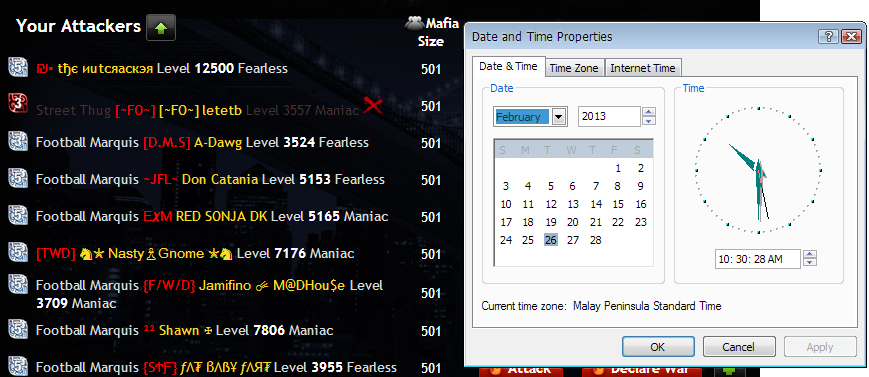 Your Attackers
Mafia Size
טּ• тђє иutcяacкэя Level 12500 Fearless 501
Street Thug [~FO~] [~FO~] letetb Level 3557 Maniac 501
Football Marquis [D.M.S] A-Dawg Level 3524 Fearless 501
Football Marquis ~JFL~ Don Catania Level 5153 Fearless 501
Football Marquis RED SONJA DK Level 5165 Maniac 501
[TWD] ♞★ Nasty♗Gnome ★♞ Level 7176 Maniac 501
Football Marquis {F/W/D} Jamifino M@DHou$e Level
3709 Maniac 501
Football Marquis Shawn Level 7806 Maniac 501
Football Marquis Level 3955 Fearless 501
Attack Declare War
Date and Time Properties
Date & Time Time Zone Internet Time
Date
February 2013
S M T W T F S
1 2
3 4 5 6 7 8 9
10 11 12 13 14 15 16
17 18 19 20 21 22 23
24 25 26 27 28
Time
10: 30: 28 AM
Current time zone: Malay Peninsula Standard Time
OK Cancel Apply